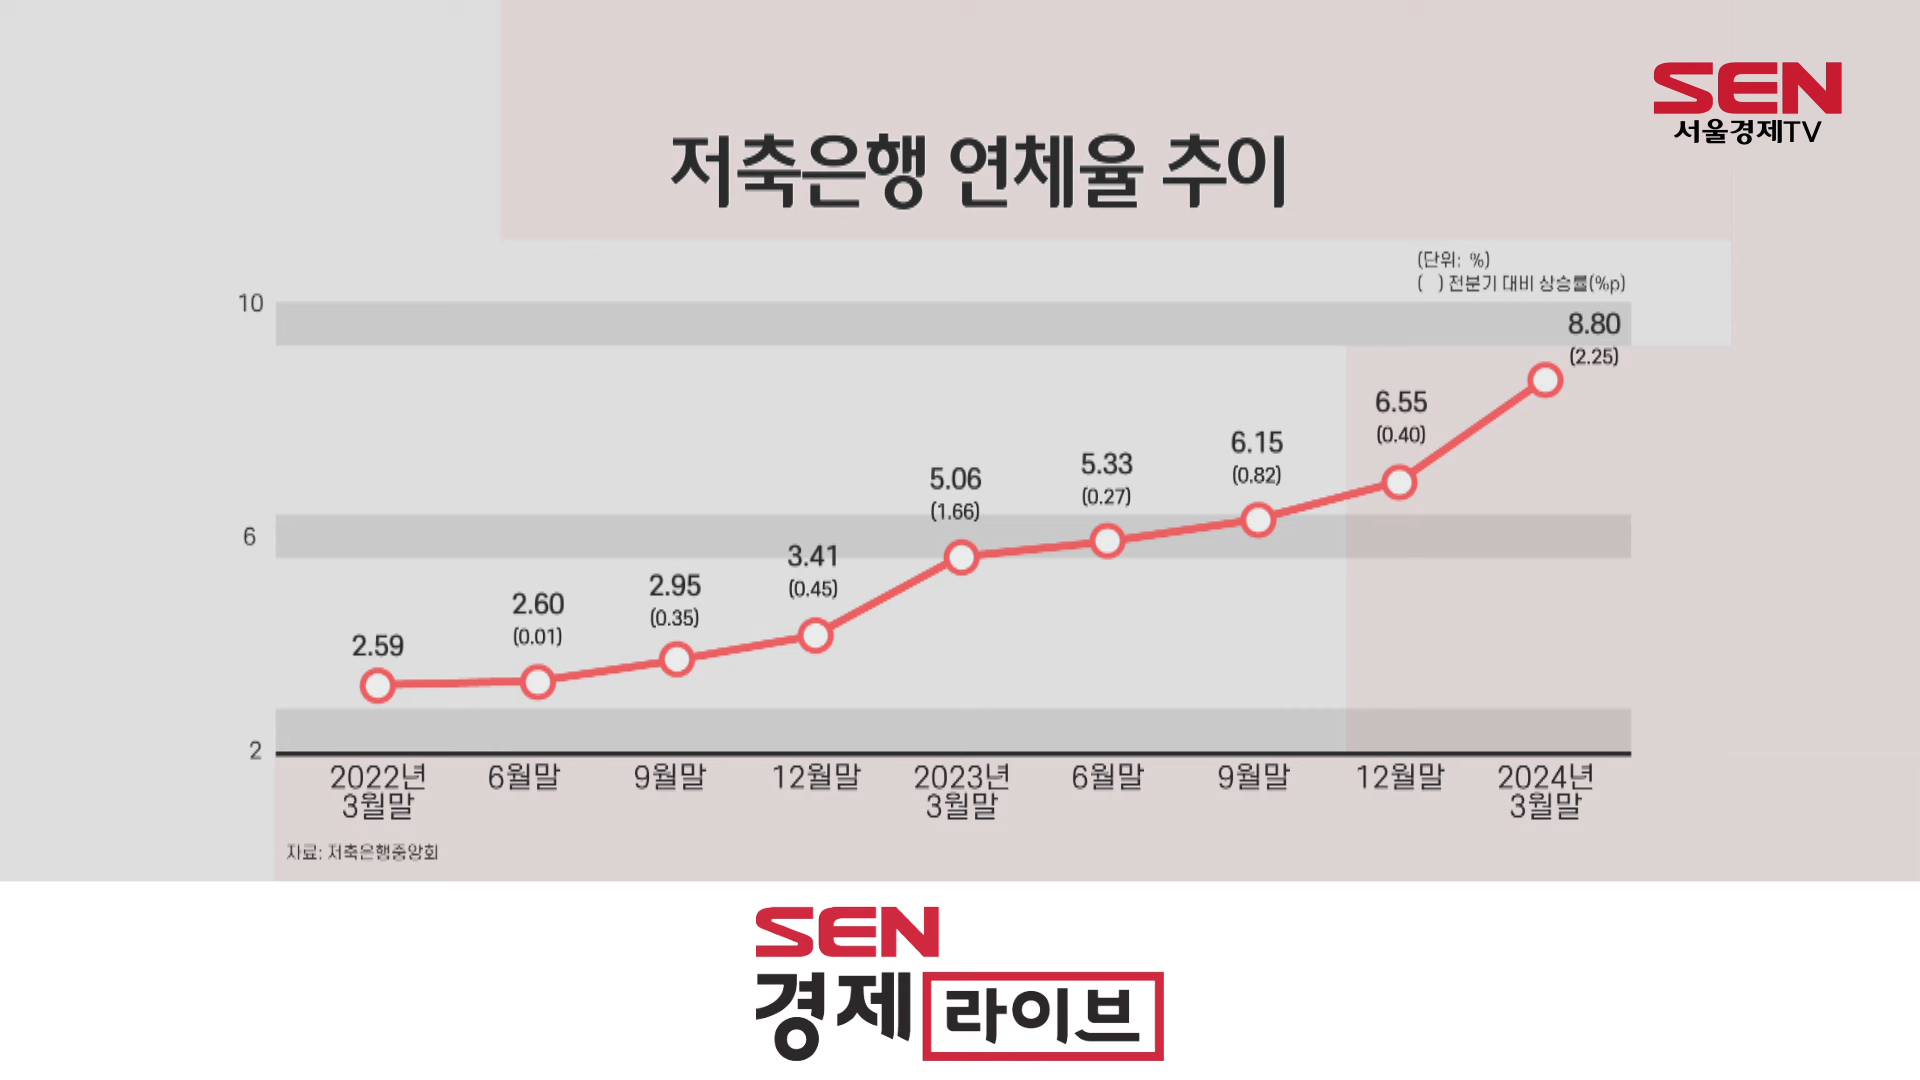 SEN
서울경제TV
저축은행 연체율 추이
(단위: %)
( ) 전분기 대비 상승률(%p)
10
6
2
2.59
2.60
(0.01)
2.95
(0.35)
3.41
(0.45)
5.06
(1.66)
5.33
(0.27)
6.15
(0.82)
6.55
(0.40)
8.80
(2.25)
2022년
3월말
6월말
9월말
12월말
2023년
3월말
6월말
9월말
12월말
2024년
3월말
자료: 저축은행중앙회
SEN
경제 라이브